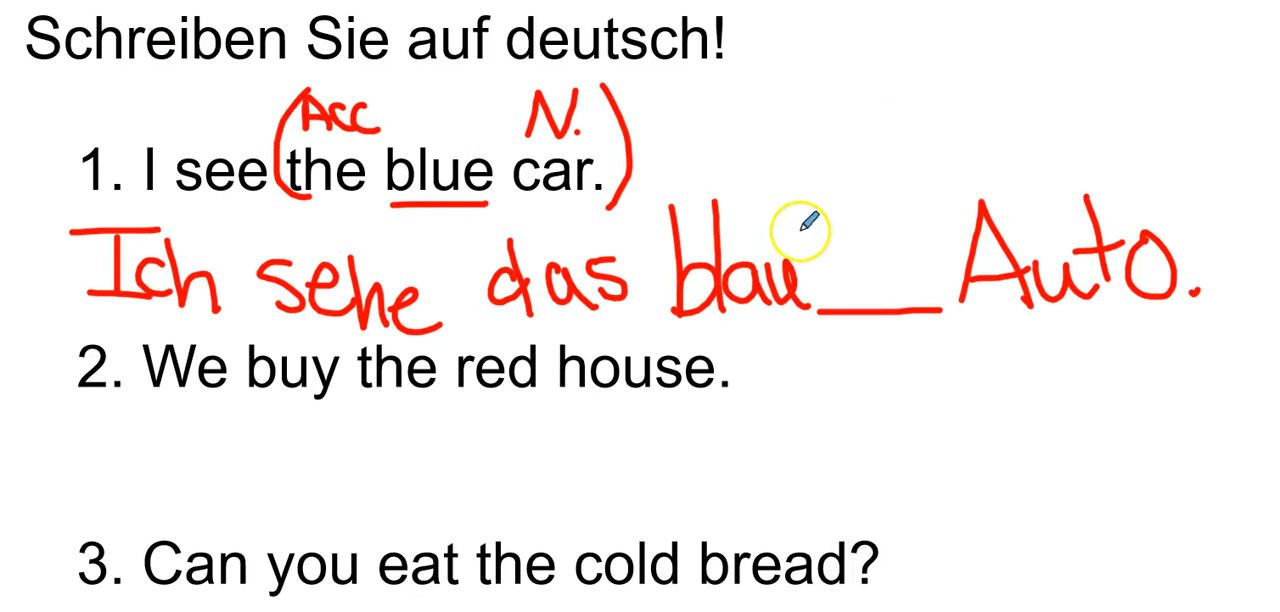 Schreiben Sie auf deutsch!
(Acc N.)
1. I see the blue car.
Ich sehe das blau__ Auto.
2. We buy the red house.
3. Can you eat the cold bread?